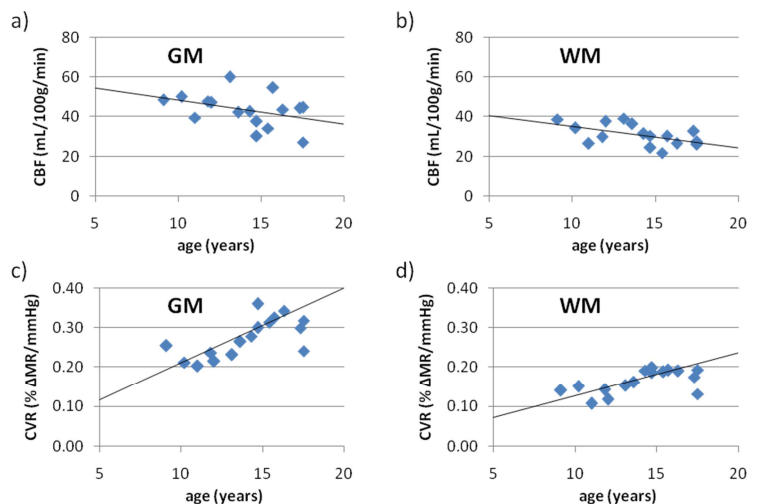 a)
GM
CBF (mL/100g/min)
80
60
40
20
0
5 10 15 20
age (years)
b)
WM
CBF (mL/100g/min)
80
60
40
20
0
5 10 15 20
age (years)
c)
GM
CVR (% ΔMR/mmHg)
0.40
0.30
0.20
0.10
0.00
5 10 15 20
age (years)
d)
WM
CVR (% ΔMR/mmHg)
0.40
0.30
0.20
0.10
0.00
5 10 15 20
age (years)